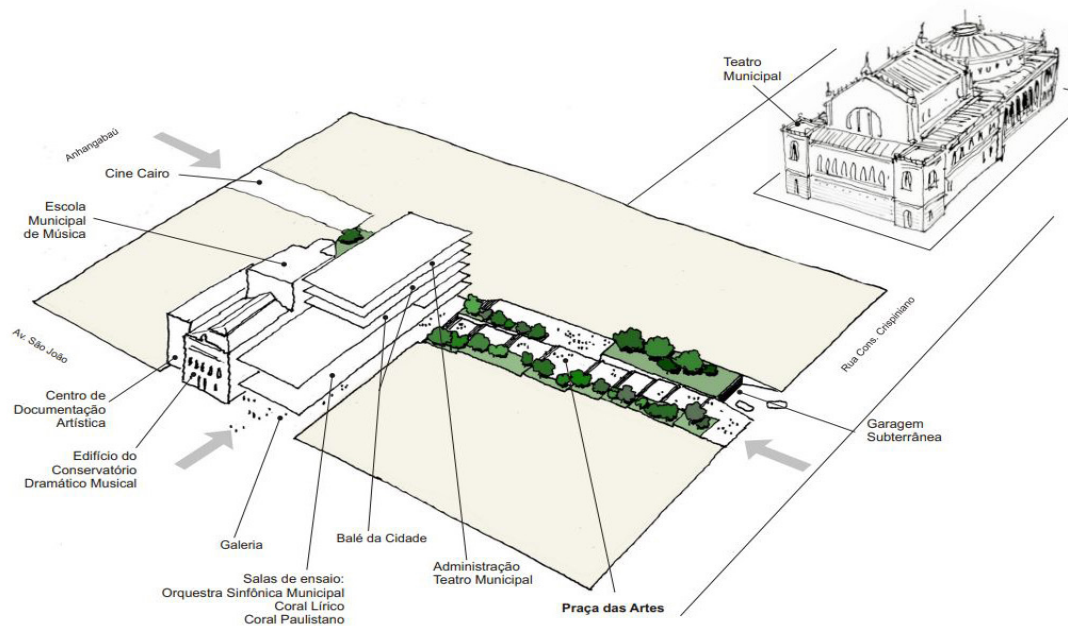 Teatro
Municipal
Anhangabaú
Cine Cairo
Escola
Municipal
de Música
Av. São João
Rua Cons. Crispiniano
Centro de
Documentação
Artística
Edifício do
Conservatório
Dramático Musical
Garagem
Subterrânea
Galeria
Balé da Cidade
Administração
Teatro Municipal
Salas de ensaio:
Orquestra Sinfônica Municipal
Coral Lírico
Coral Paulistano
Praça das Artes